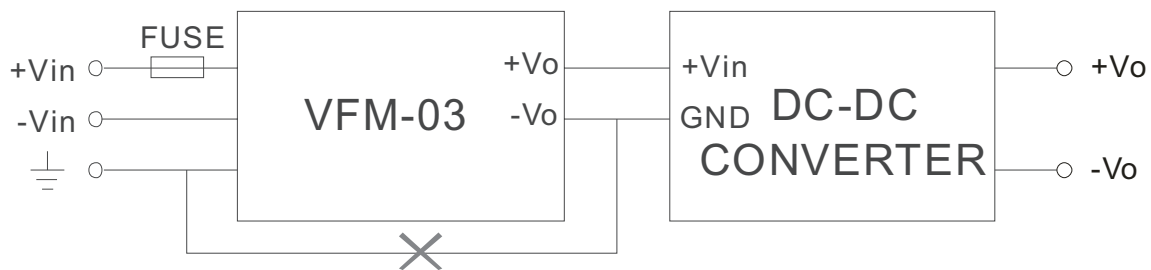 FUSE
+Vin
-Vin
VFM-03
+Vo
-Vo
+Vin
GND
DC-DC
CONVERTER
+Vo
-Vo